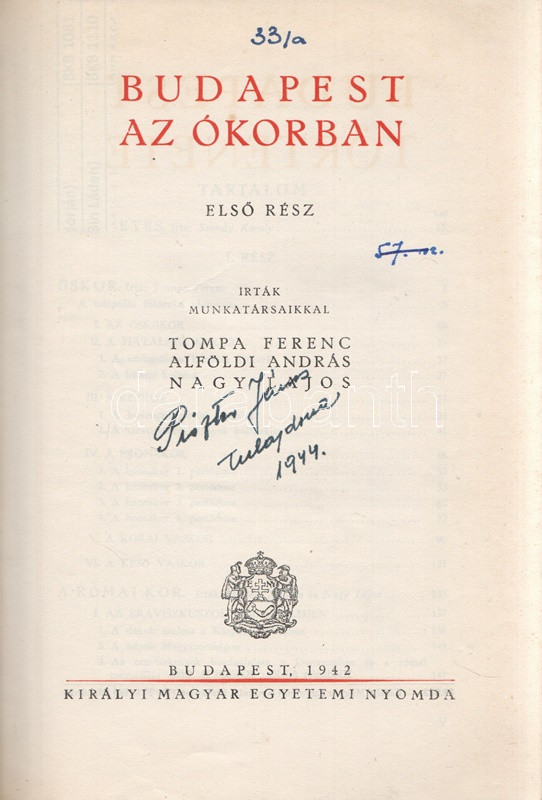 33/a
BUDAPEST
AZ ÓKORBAN
ELSŐ RÉSZ
57.
IRTÁK
MUNKATÁRSAIKKAL
TOMPA FERENC
ALFÖLDI ANDRÁS
NAGY LAJOS
János
1944.
BUDAPEST, 1942
KIRÁLYI MAGYAR EGYETEMI NYOMDA